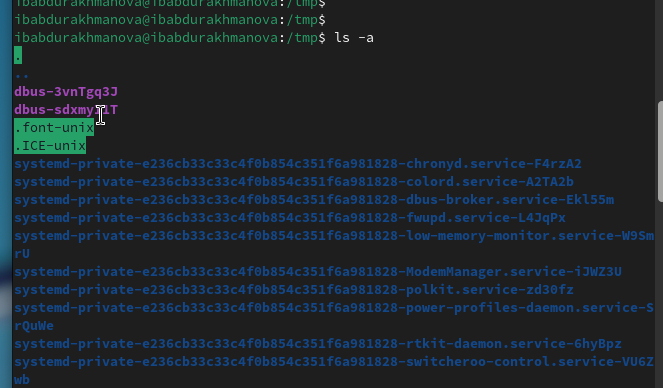 ibabdurakhmanova@ibabdurakhmanova:/tmp$
ibabdurakhmanova@ibabdurakhmanova:/tmp$
ibabdurakhmanova@ibabdurakhmanova:/tmp$ ls -a
.
..
dbus-3vnTgq3J
.font-unix
.ICE-unix
systemd-private-e236cb33c33c4f0b854c351f6a981828-chronyd.service-F4rzA2
systemd-private-e236cb33c33c4f0b854c351f6a981828-colord.service-A2TA2b
systemd-private-e236cb33c33c4f0b854c351f6a981828-dbus-broker.service-Ekl55m
systemd-private-e236cb33c33c4f0b854c351f6a981828-fwupd.service-L4JqPx
systemd-private-e236cb33c33c4f0b854c351f6a981828-low-memory-monitor.service-W9Sm
rU
systemd-private-e236cb33c33c4f0b854c351f6a981828-ModemManager.service-iJWZ3U
systemd-private-e236cb33c33c4f0b854c351f6a981828-polkit.service-zd30fz
systemd-private-e236cb33c33c4f0b854c351f6a981828-power-profiles-daemon.service-S
rQuWe
systemd-private-e236cb33c33c4f0b854c351f6a981828-rtkit-daemon.service-6hyBpz
systemd-private-e236cb33c33c4f0b854c351f6a981828-switcheroo-control.service-VU6Z
wb